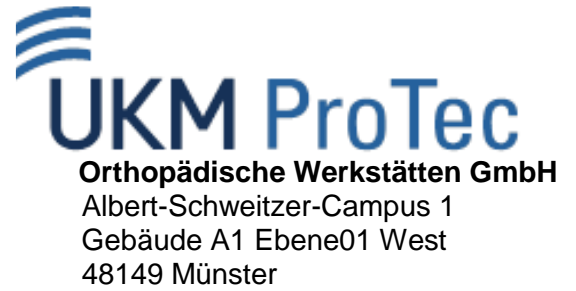 UKM ProTec
Orthopädische Werkstätten GmbH
Albert-Schweitzer-Campus 1
Gebäude A1 Ebene01 West
48149 Münster